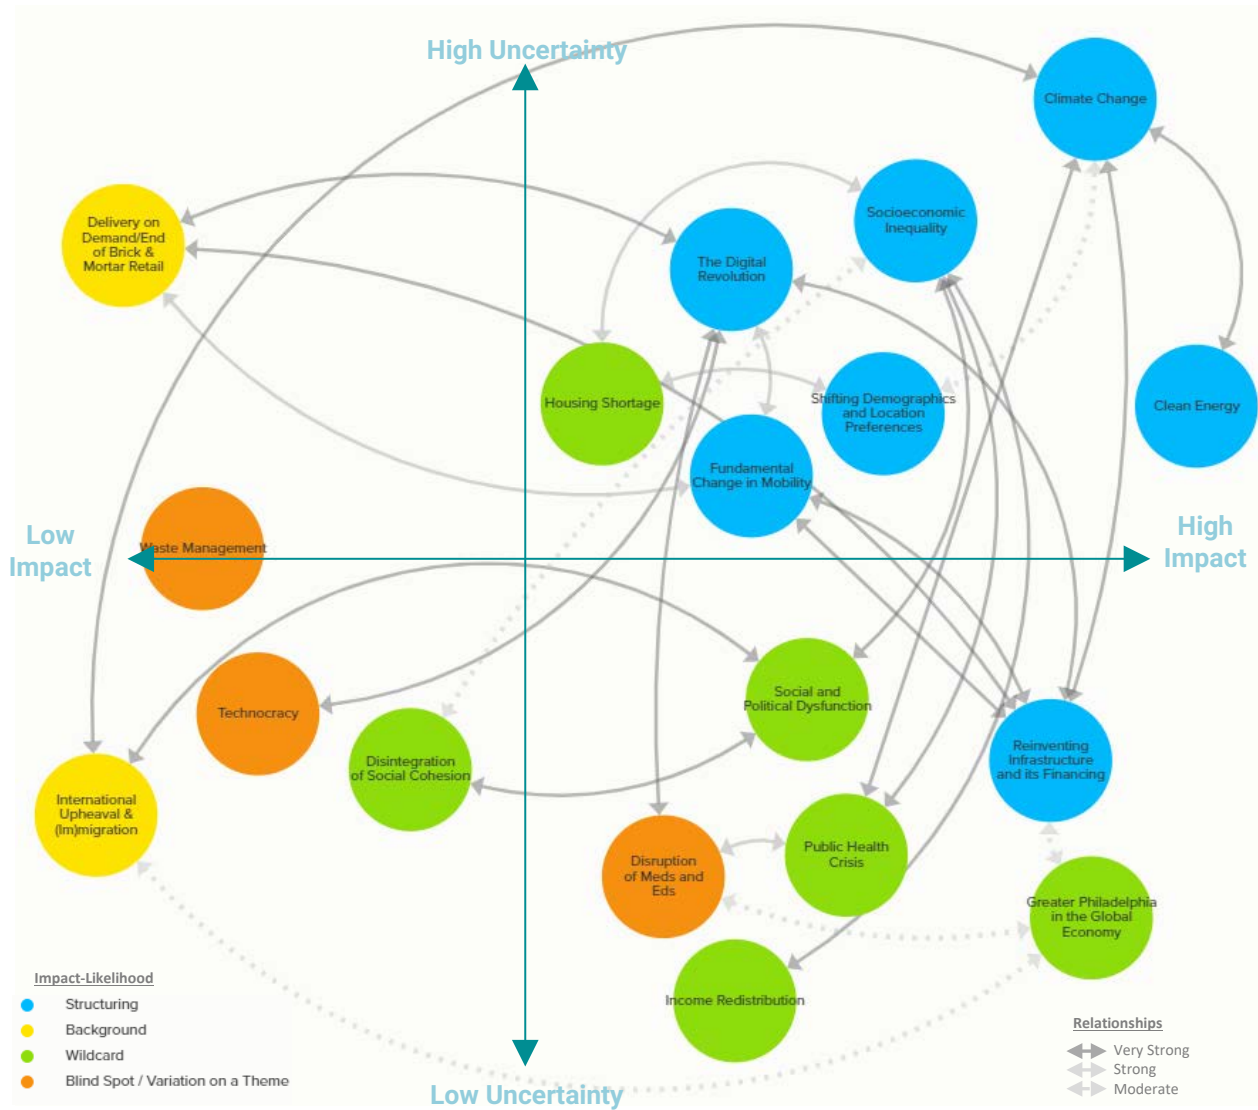 High Uncertainty
Climate Change
Delivery on
Demand/End
of Brick &
Mortar Retail
Socioeconomic
Inequality
The Digital
Revolution
Housing Shortage
Shifting Demographics
and Location
Preferences
Clean Energy
Fundamental
Change in Mobility
Low
Impact
Waste Management
High
Impact
Technocracy
Social and
Political Dysfunction
Disintegration
of Social Cohesion
Reinventing
Infrastructure
and its Financing
International
Upheaval &
(Im)migration
Disruption
of Meds and
Eds
Public Health
Crisis
Greater Philadelphia
in the Global
Economy
Income Redistribution
Impact-Likelihood
Structuring
Background
Wildcard
Blind Spot / Variation on a Theme
Low Uncertainty
Relationships
Very Strong
Strong
Moderate